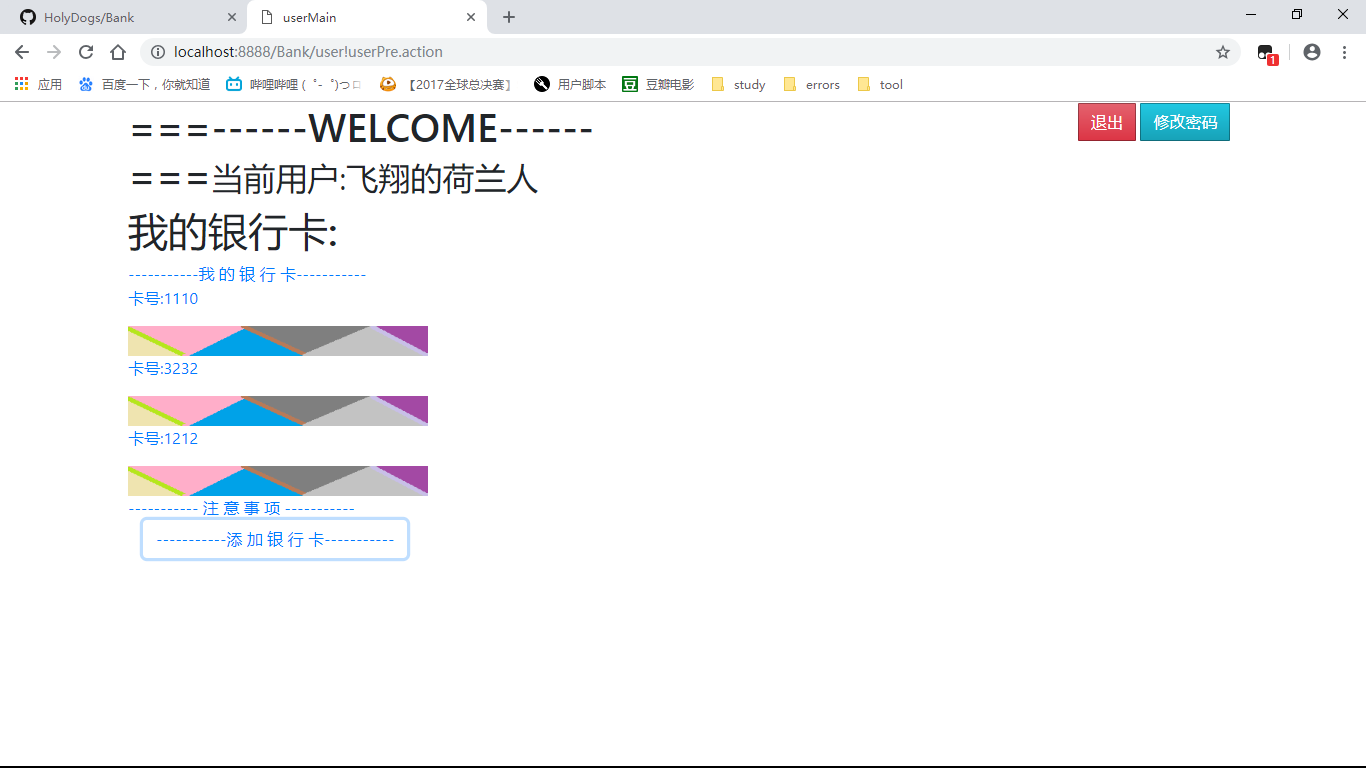 HolyDogs/Bank
userMain
localhost:8888/Bank/user!userPre.action
应用 百度一下，你就知道 哔哩哔哩 ( ゜- ゜)つロ 【2017全球总决赛】 用户脚本 豆瓣电影 study errors tool
1
===------WELCOME------
===当前用户:飞翔的荷兰人
退出 修改密码
我的银行卡:
-----------我 的 银 行 卡-----------
卡号:1110
卡号:3232
卡号:1212
----------- 注 意 事 项 -----------
-----------添 加 银 行 卡-----------